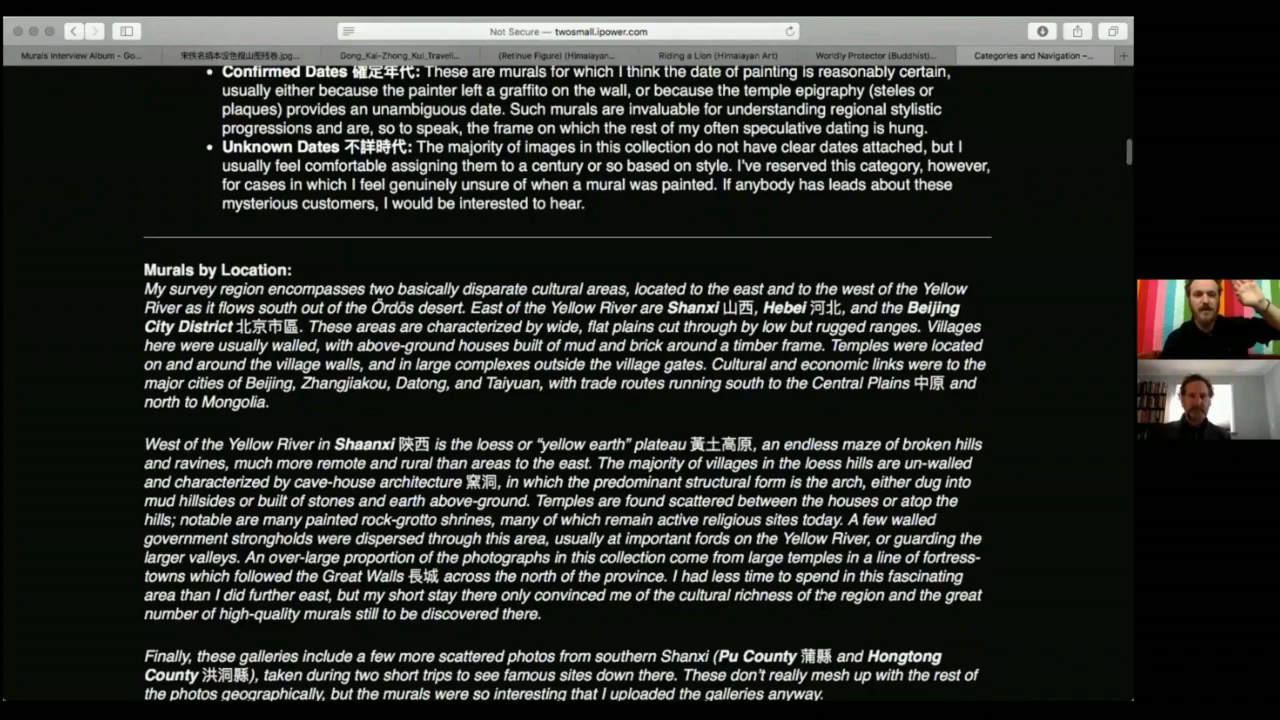 Not Secure — twosmall.ipower.com
Murals Interview Album – Go...
Gong_Kai-Zhong_Kui_Travell...
(Retinue Figure) (Himalayan...
Riding a Lion (Himalayan Art)
Worldly Protector (Buddhist)...
Categories and Navigation –...
• Confirmed Dates 確定年代: These are murals for which I think the date of painting is reasonably certain,
usually either because the painter left a graffito on the wall, or because the temple epigraphy (steles or
plaques) provides an unambiguous date. Such murals are invaluable for understanding regional stylistic
progressions and are, so to speak, the frame on which the rest of my often speculative dating is hung.
• Unknown Dates 不詳時代: The majority of images in this collection do not have clear dates attached, but I
usually feel comfortable assigning them to a century or so based on style. I've reserved this category, however,
for cases in which I feel genuinely unsure of when a mural was painted. If anybody has leads about these
mysterious customers, I would be interested to hear.
Murals by Location:
My survey region encompasses two basically disparate cultural areas, located to the east and to the west of the Yellow
River as it flows south out of the Ördös desert. East of the Yellow River are Shanxi 山西, Hebei 河北, and the Beijing
City District 北京市區. These areas are characterized by wide, flat plains cut through by low but rugged ranges. Villages
here were usually walled, with above-ground houses built of mud and brick around a timber frame. Temples were located
on and around the village walls, and in large complexes outside the village gates. Cultural and economic links were to the
major cities of Beijing, Zhangjiakou, Datong, and Taiyuan, with trade routes running south to the Central Plains 中原 and
north to Mongolia.
West of the Yellow River in Shaanxi 陝西 is the loess or “yellow earth” plateau 黃土高原, an endless maze of broken hills
and ravines, much more remote and rural than areas to the east. The majority of villages in the loess hills are un-walled
and characterized by cave-house architecture 窯洞, in which the predominant structural form is the arch, either dug into
mud hillsides or built of stones and earth above-ground. Temples are found scattered between the houses or atop the
hills; notable are many painted rock-grotto shrines, many of which remain active religious sites today. A few walled
government strongholds were dispersed through this area, usually at important fords on the Yellow River, or guarding the
larger valleys. An over-large proportion of the photographs in this collection come from large temples in a line of fortress-
towns which followed the Great Walls 長城 across the north of the province. I had less time to spend in this fascinating
area than I did further east, but my short stay there only convinced me of the cultural richness of the region and the great
number of high-quality murals still to be discovered there.
Finally, these galleries include a few more scattered photos from southern Shanxi (Pu County 蒲縣 and Hongtong
County 洪洞縣), taken during two short trips to see famous sites down there. These don't really mesh up with the rest of
the photos geographically, but the murals were so interesting that I uploaded the galleries anyway.